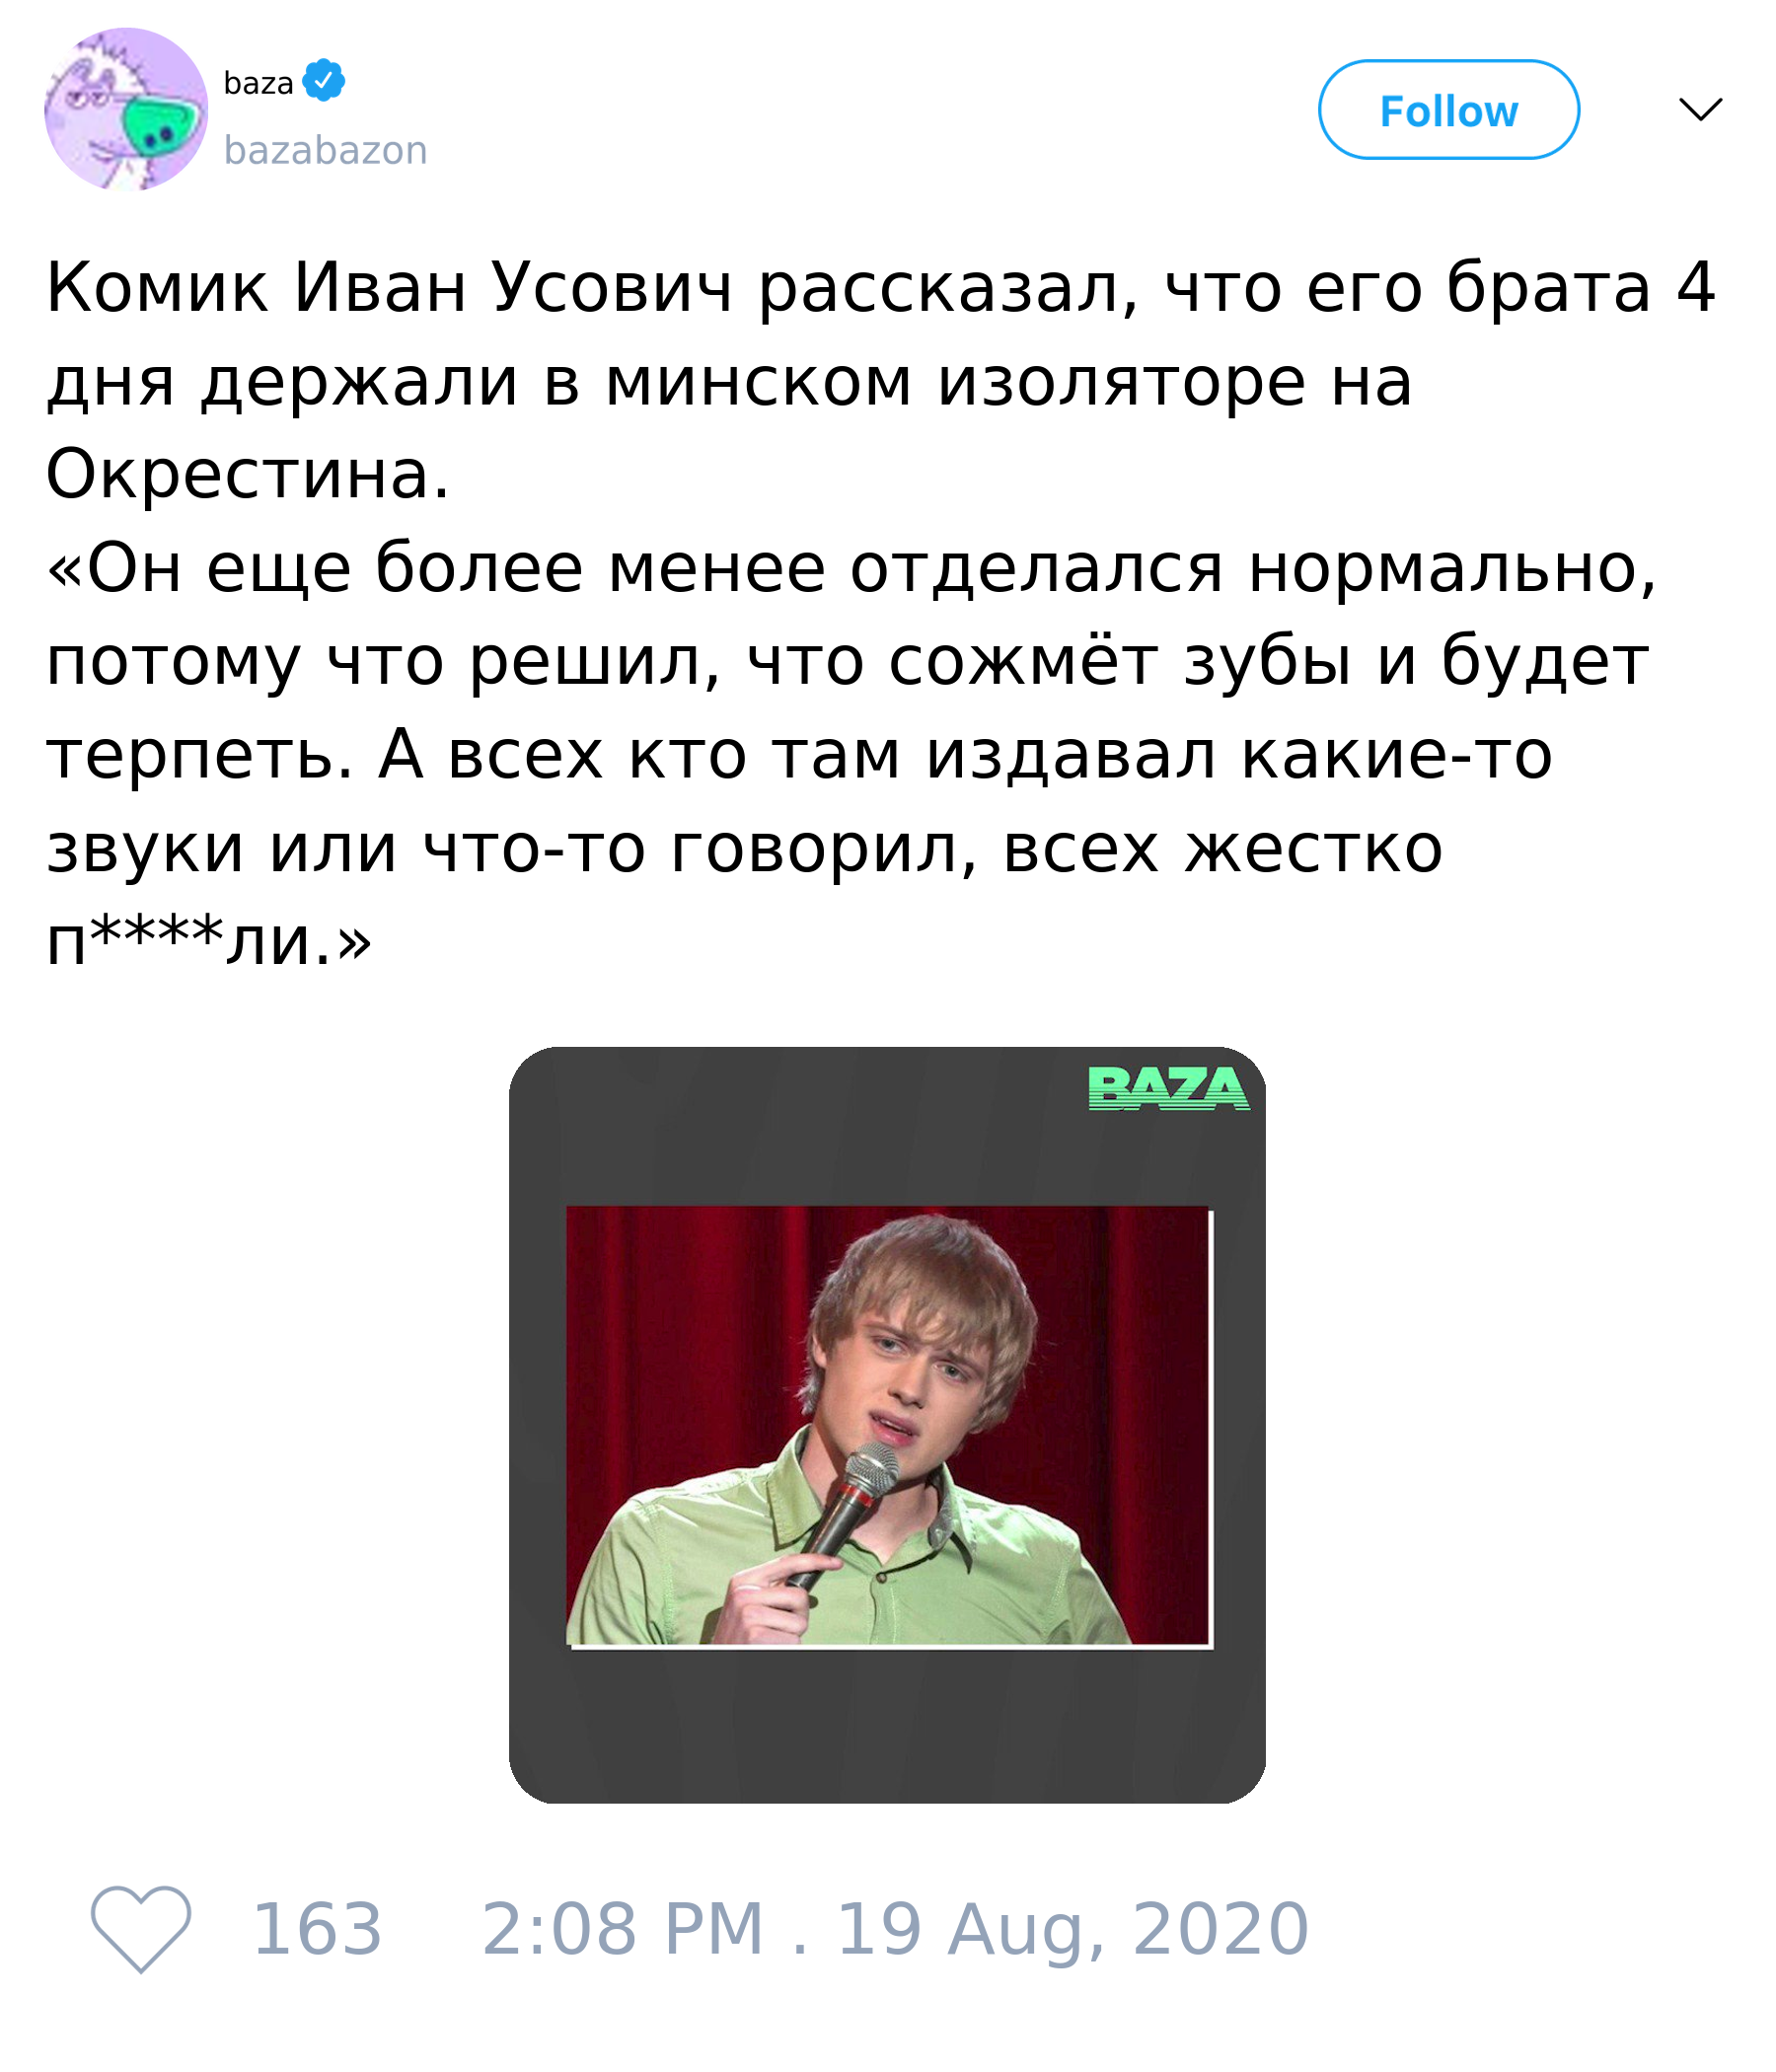 baza
bazabazon
Follow
Комик Иван Усович рассказал, что его брата 4
дня держали в минском изоляторе на
Окрестина.
«Он еще более менее отделался нормально,
потому что решил, что сожмёт зубы и будет
терпеть. А всех кто там издавал какие-то
звуки или что-то говорил, всех жестко
п****ли.»
BAZA
163 2:08 PM . 19 Aug, 2020